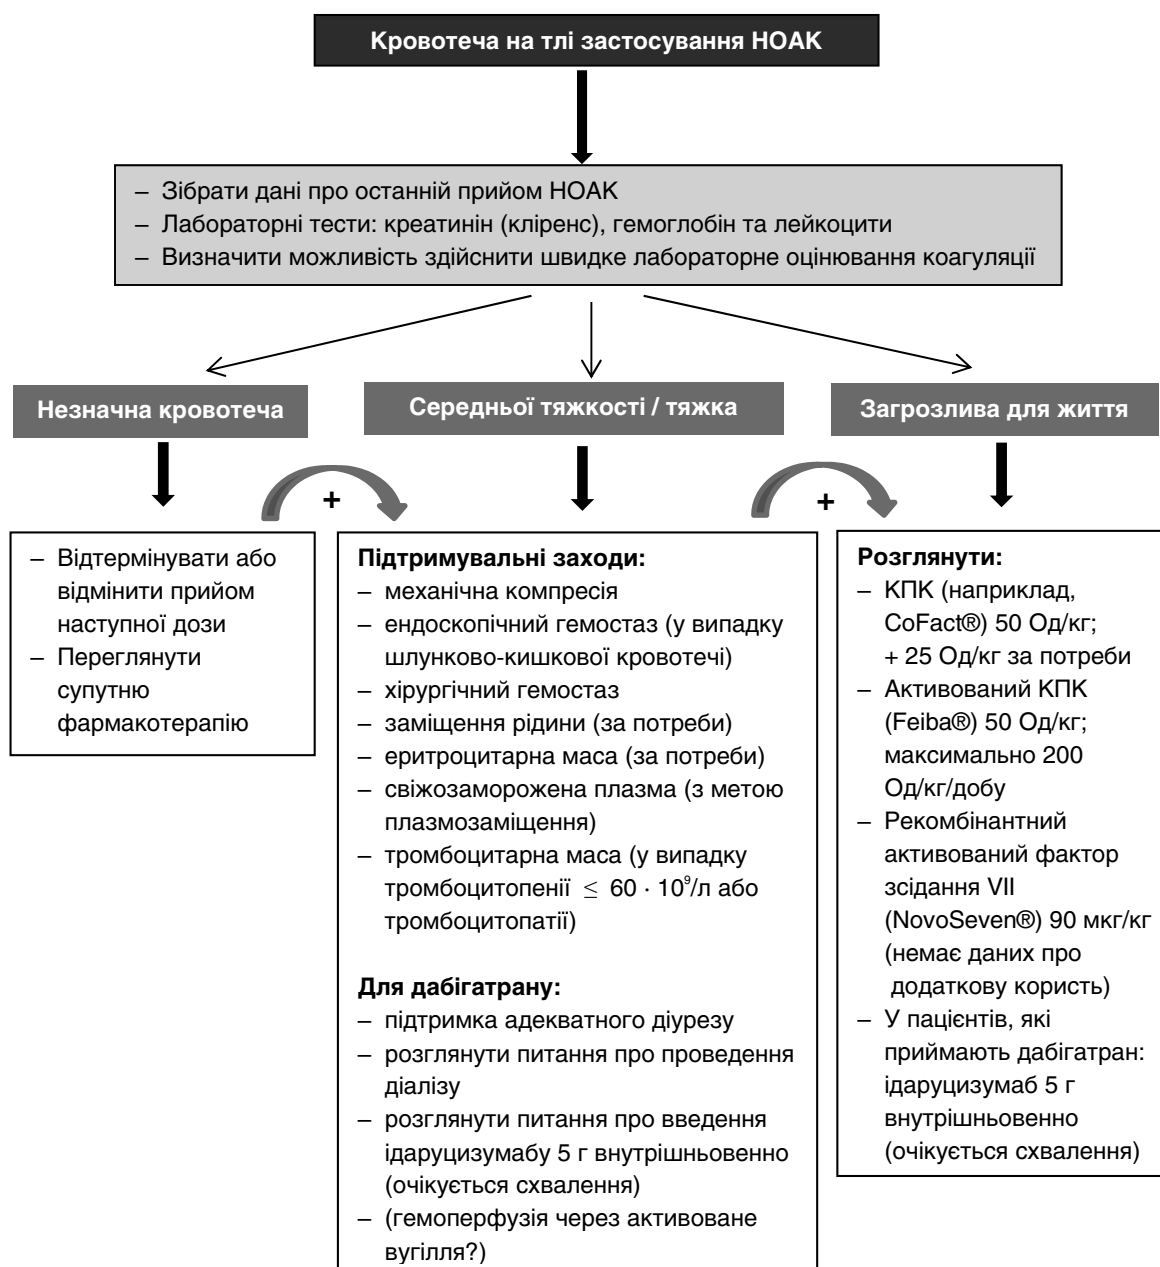 Кровотеча на тлі застосування НОАК
– Зібрати дані про останній прийом НОАК
– Лабораторні тести: креатинін (кліренс), гемоглобін та лейкоцити
– Визначити можливість здійснити швидке лабораторне оцінювання коагуляції
Незначна кровотеча
Середньої тяжкості / тяжка
Загрозлива для життя
+
+
– Відтермінувати або
відмінити прийом
наступної дози
– Переглянути
супутню
фармакотерапію
Підтримувальні заходи:
– механічна компресія
– ендоскопічний гемостаз (у випадку
шлунково-кишкової кровотечі)
– хірургічний гемостаз
– заміщення рідини (за потреби)
– еритроцитарна маса (за потреби)
– свіжозаморожена плазма (з метою
плазмозаміщення)
– тромбоцитарна маса (у випадку
тромбоцитопенії ≤ 60 · 10⁹/л або
тромбоцитопатії)
Для дабігатрану:
– підтримка адекватного діурезу
– розглянути питання про проведення
діалізу
– розглянути питання про введення
ідаруцизумабу 5 г внутрішньовенно
(очікується схвалення)
– (гемоперфузія через активоване
вугілля?)
Розглянути:
– КПК (наприклад,
CoFact®) 50 Од/кг;
+ 25 Од/кг за потреби
– Активований КПК
(Feiba®) 50 Од/кг;
максимально 200
Од/кг/добу
– Рекомбінантний
активований фактор
зсідання VII
(NovoSeven®) 90 мкг/кг
(немає даних про
додаткову користь)
– У пацієнтів, які
приймають дабігатран:
ідаруцизумаб 5 г
внутрішньовенно
(очікується схвалення)